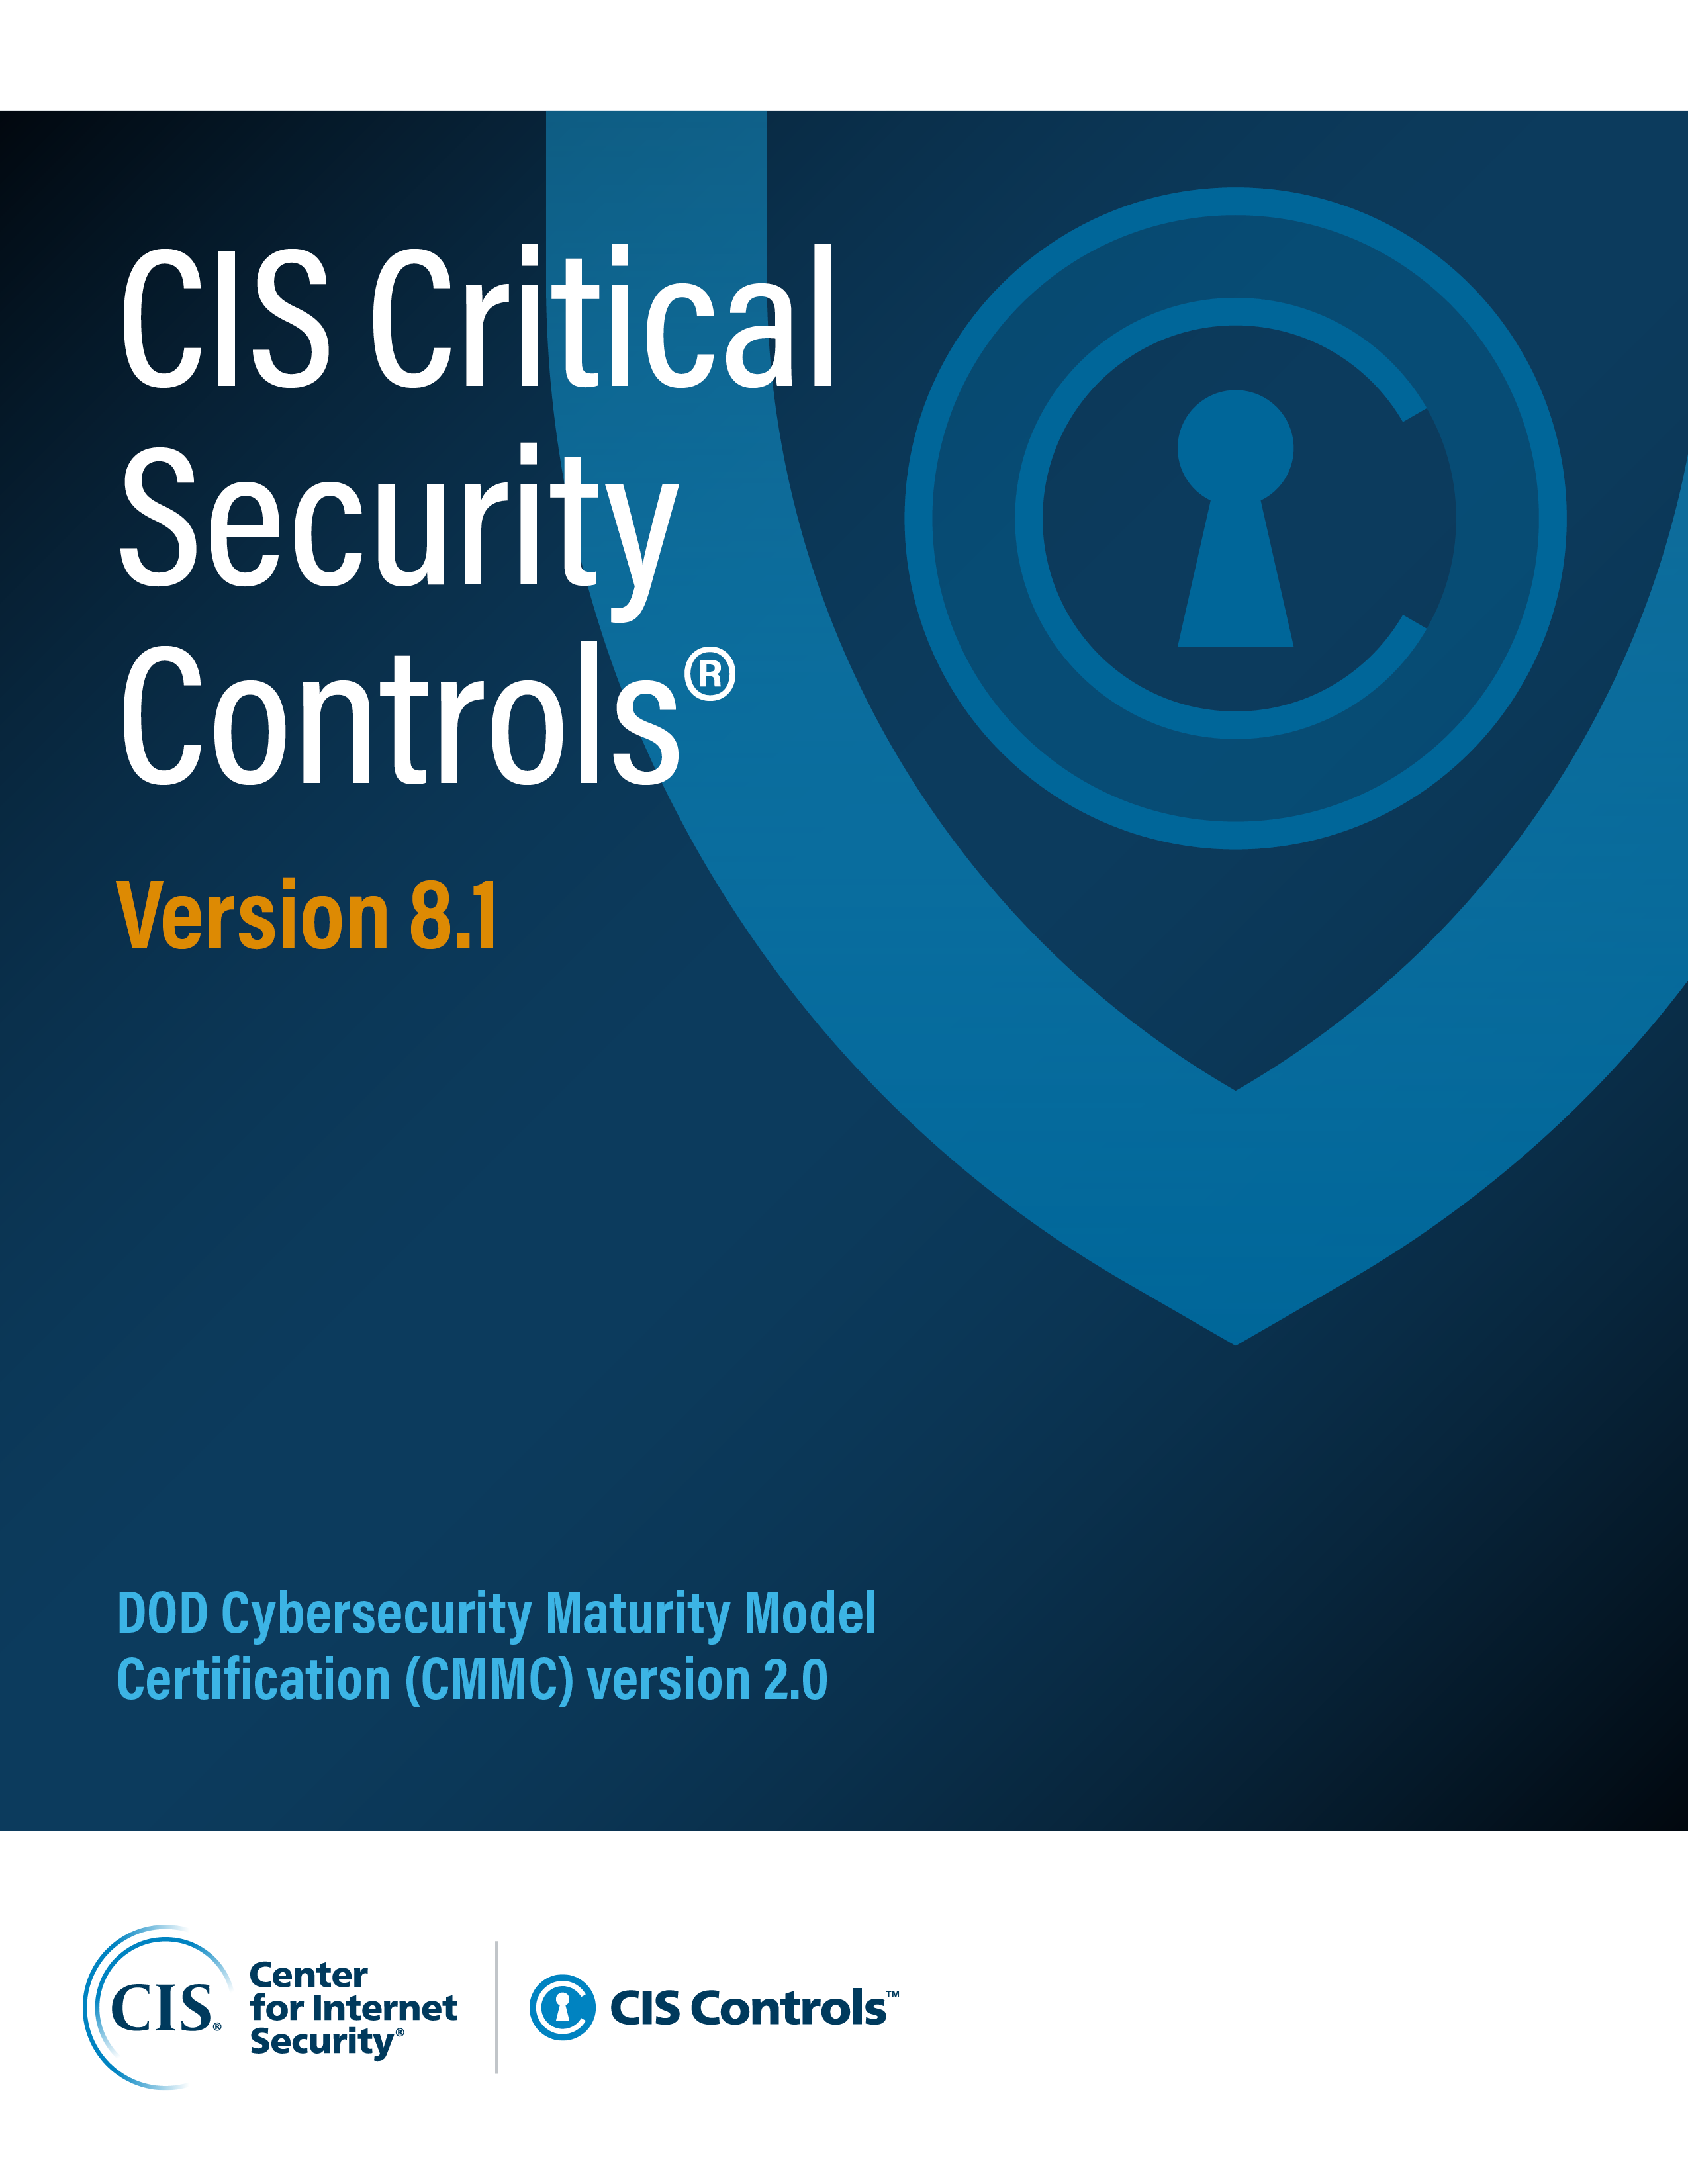 CIS Critical
Security
Controls®
Version 8.1
DOD Cybersecurity Maturity Model
Certification (CMMC) version 2.0
CIS®
Center
for Internet
Security®
CIS Controls™